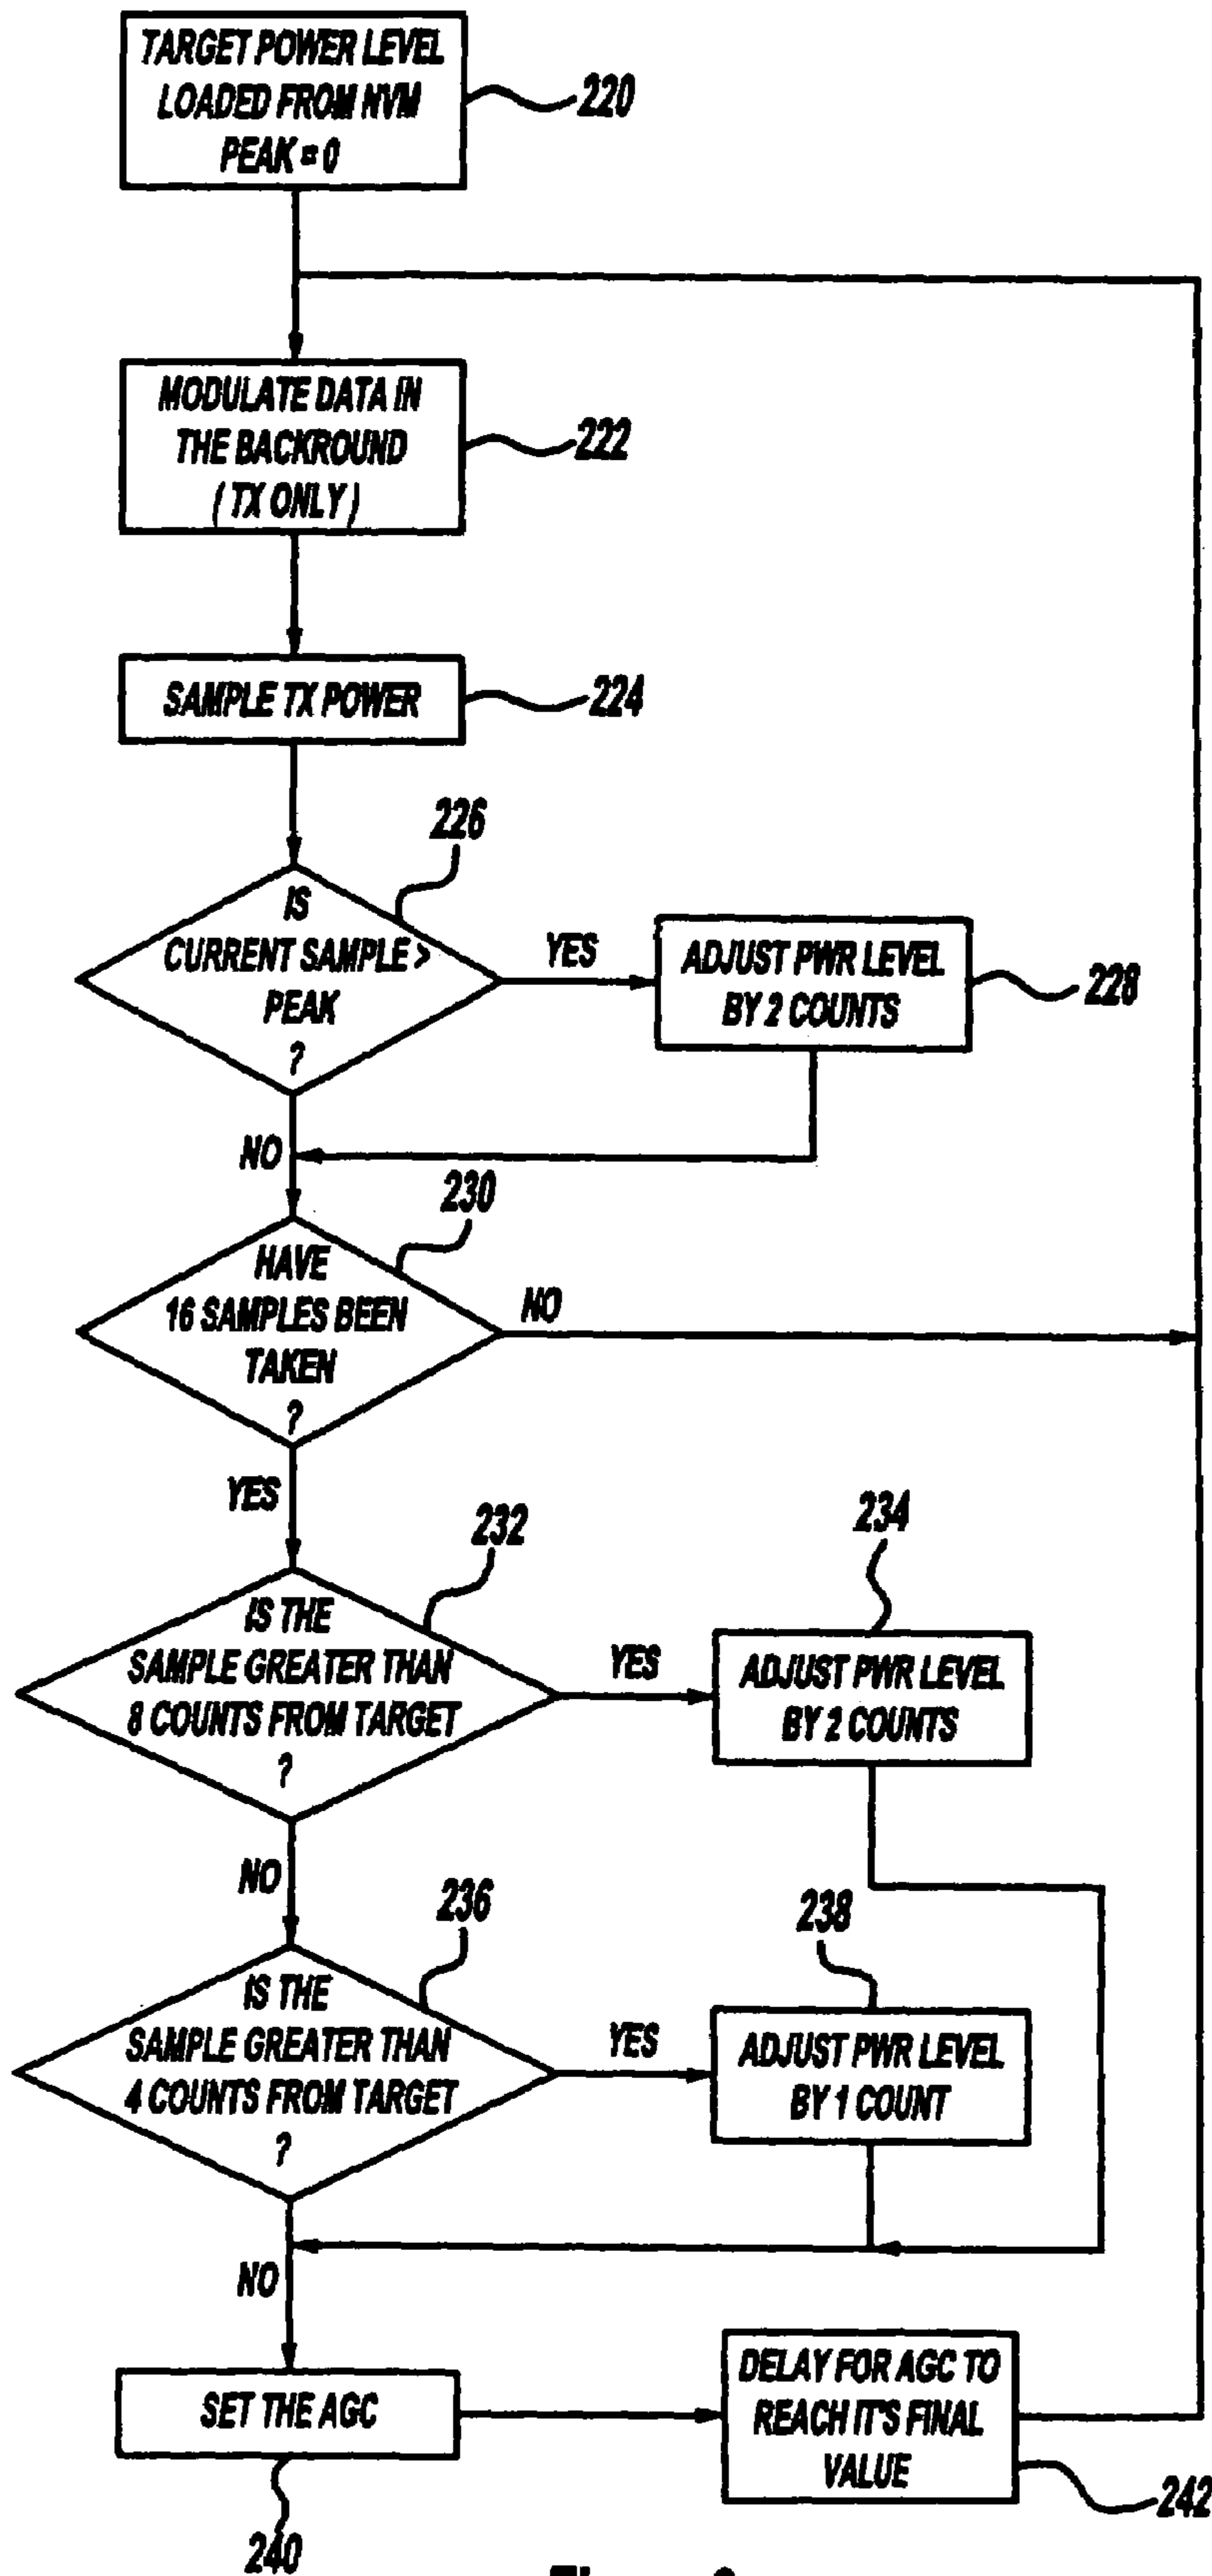 TARGET POWER LEVEL
LOADED FROM NVM
PEAK = 0
220
MODULATE DATA IN
THE BACKROUND
( TX ONLY )
222
SAMPLE TX POWER
224
226
IS
CURRENT SAMPLE >
PEAK
?
YES
ADJUST PWR LEVEL
BY 2 COUNTS
228
NO
230
HAVE
16 SAMPLES BEEN
TAKEN
?
NO
YES
232
IS THE
SAMPLE GREATER THAN
8 COUNTS FROM TARGET
?
YES
234
ADJUST PWR LEVEL
BY 2 COUNTS
NO
236
IS THE
SAMPLE GREATER THAN
4 COUNTS FROM TARGET
?
YES
238
ADJUST PWR LEVEL
BY 1 COUNT
NO
SET THE AGC
240
DELAY FOR AGC TO
REACH IT'S FINAL
VALUE
242